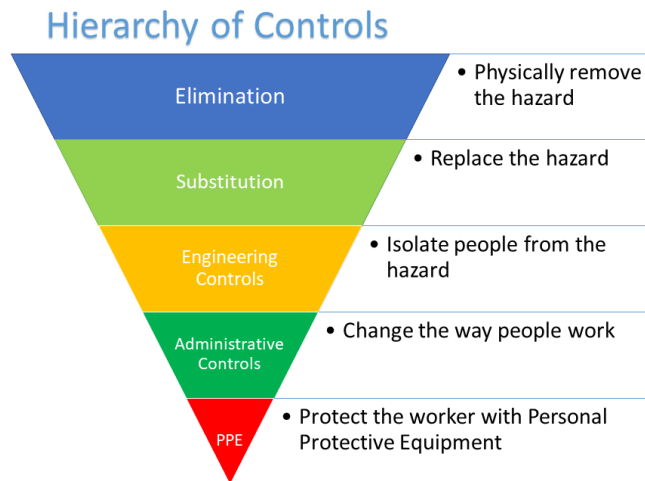 Hierarchy of Controls
Elimination
• Physically remove
the hazard
Substitution
• Replace the hazard
Engineering
Controls
• Isolate people from the
hazard
Administrative
Controls
• Change the way people work
PPE
• Protect the worker with Personal
Protective Equipment